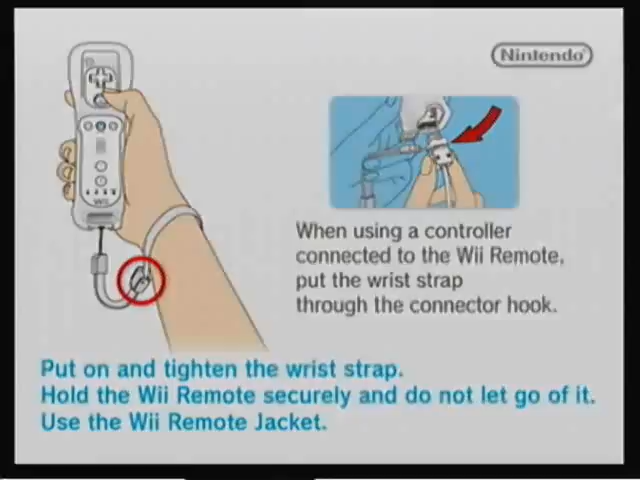 Nintendo®
When using a controller
connected to the Wii Remote,
put the wrist strap
through the connector hook.
Put on and tighten the wrist strap.
Hold the Wii Remote securely and do not let go of it.
Use the Wii Remote Jacket.